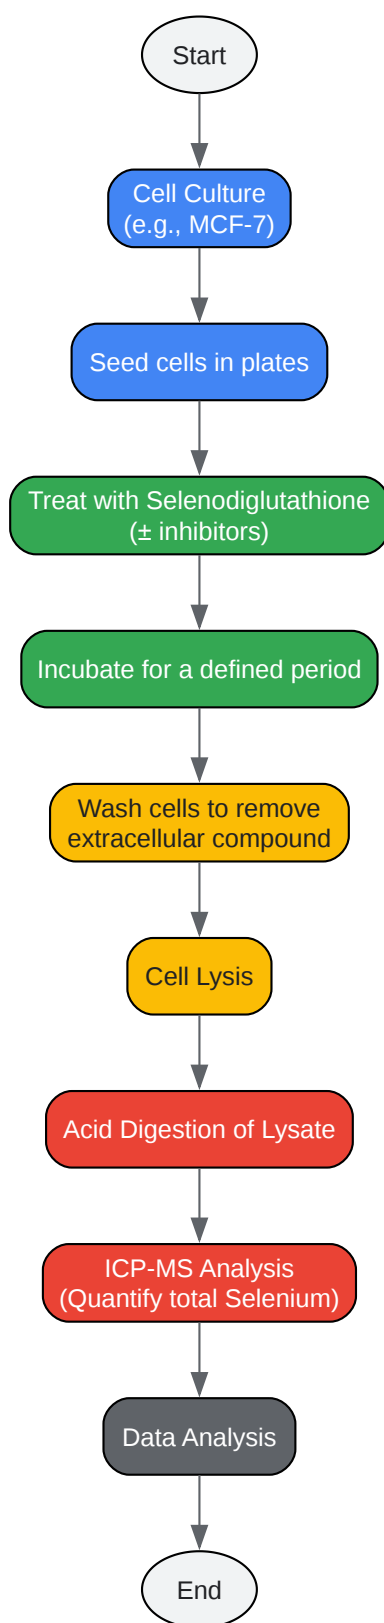 Start
Cell Culture
(e.g., MCF-7)
Seed cells in plates
Treat with Selenodiglutathione
(± inhibitors)
Incubate for a defined period
Wash cells to remove
extracellular compound
Cell Lysis
Acid Digestion of Lysate
ICP-MS Analysis
(Quantify total Selenium)
Data Analysis
End